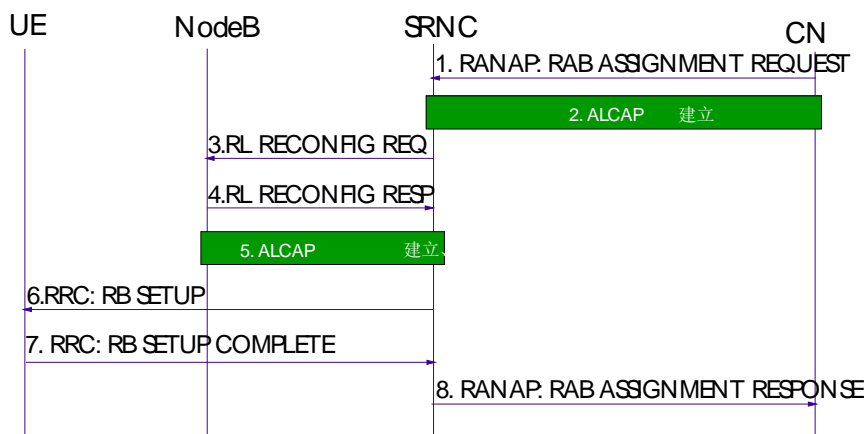 UE NodeB SRNC CN
1. RANAP: RAB ASSIGNMENT REQUEST
2. ALCAP 建立
3.RL RECONFIG REQ
4.RL RECONFIG RESP
5. ALCAP 建立、
6.RRC: RB SETUP
7. RRC: RB SETUP COMPLETE
8. RANAP: RAB ASSIGNMENT RESPONSE